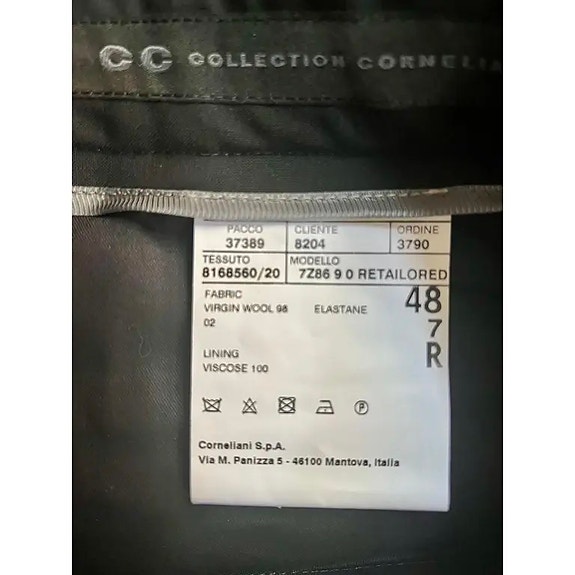 CC COLLECTION CORNELIA
PACCO CLIENTE ORDINE
37389 8204 3790
TESSUTO MODELLO
8168560/20 7Z86 9 0 RETAILORED
FABRIC
VIRGIN WOOL 98 ELASTANE
02
48
7
R
LINING
VISCOSE 100
P
Corneliani S.p.A.
Via M. Panizza 5 - 46100 Mantova, Italia